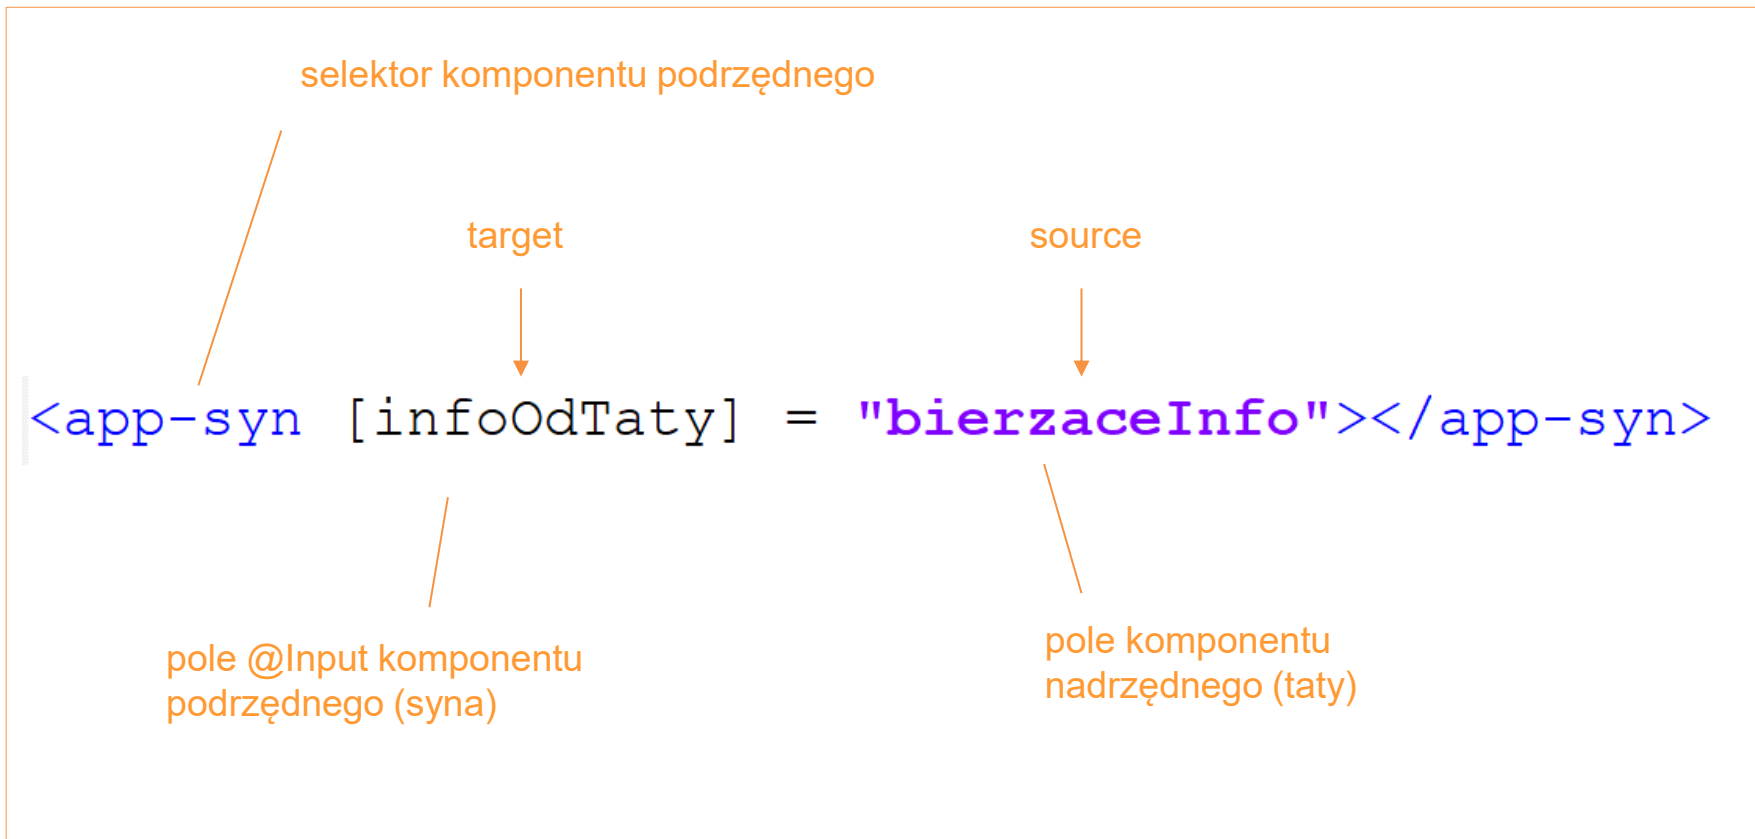 selektor komponentu podrzędnego
target
source
<app-syn [infoOdTaty] = "bierzaceInfo"></app-syn>
pole @Input komponentu
podrzędnego (syna)
pole komponentu
nadrzędnego (taty)